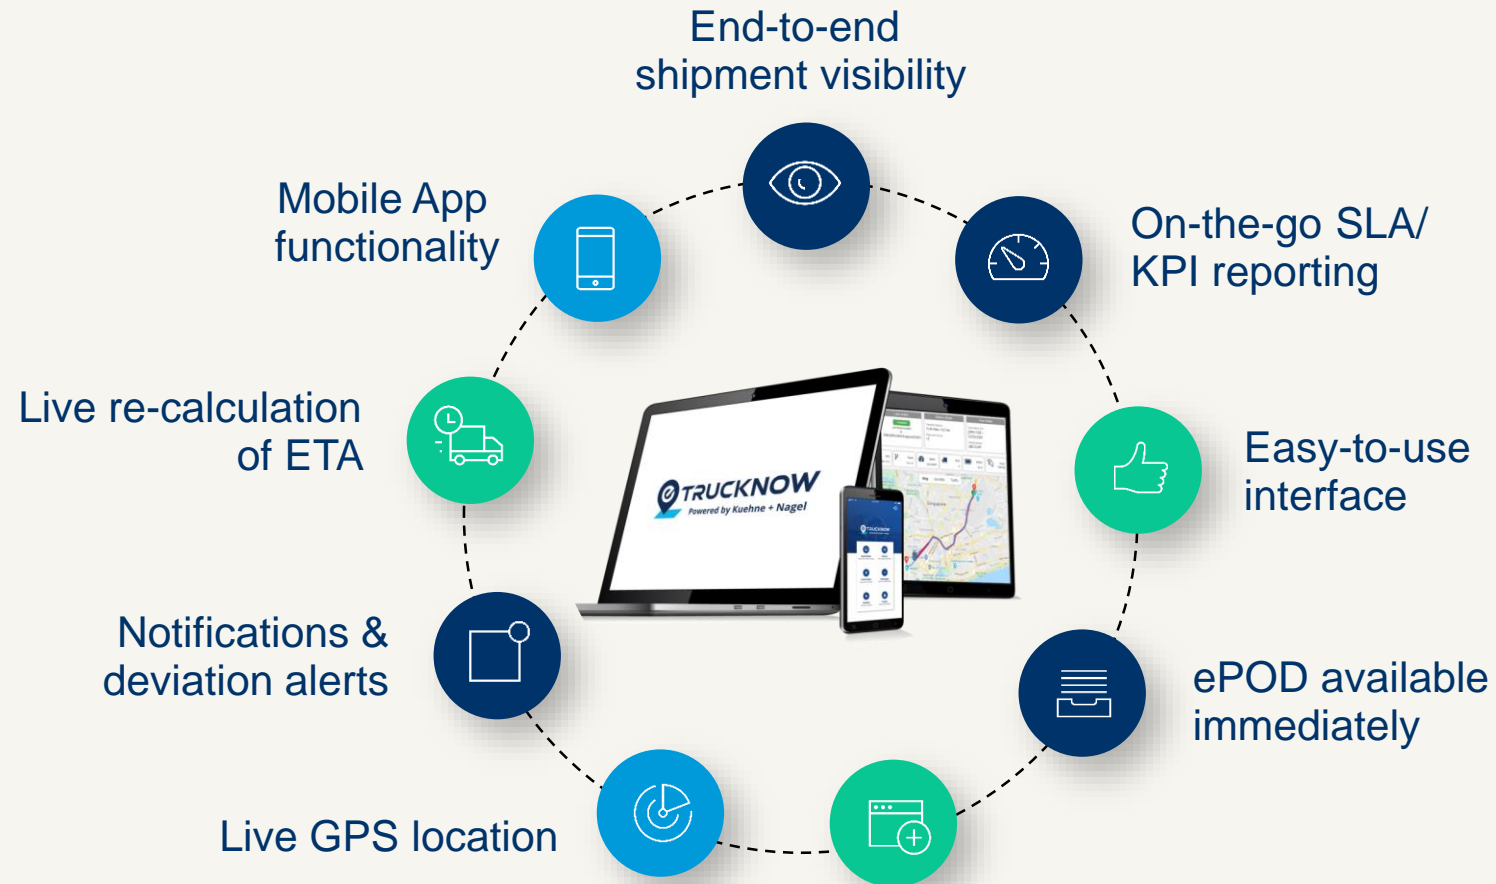 End-to-end
shipment visibility
Mobile App
functionality
On-the-go SLA/
KPI reporting
Live re-calculation
of ETA
Easy-to-use
interface
TRUCKNOW
Powered by Kuehne + Nagel
TRUCKNOW
Notifications &
deviation alerts
ePOD available
immediately
Live GPS location